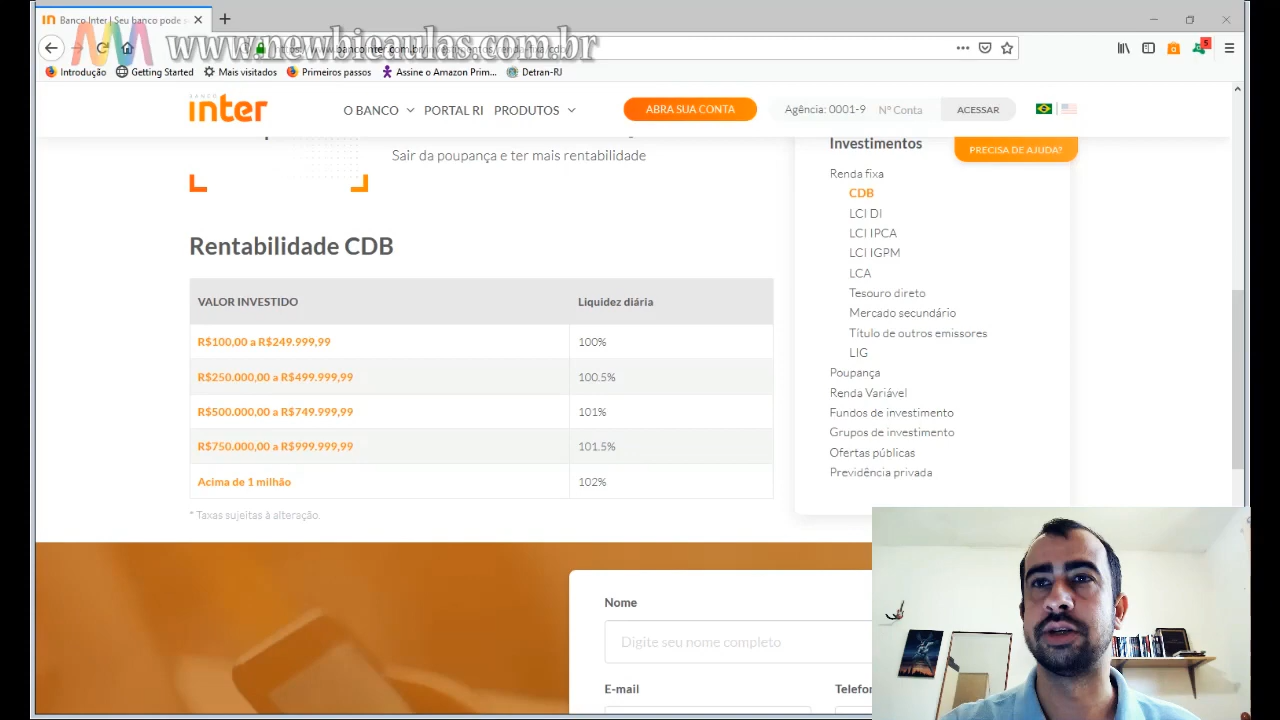 Banco Inter | Seu banco pode s
www.newbieaulas.com.br
Introdução Getting Started Mais visitados Primeiros passos Assine o Amazon Prim... Detran-RJ
5
BANCO
inter
O BANCO PORTAL RI PRODUTOS ABRA SUA CONTA Agência: 0001-9 Nº Conta ACESSAR
Sair da poupança e ter mais rentabilidade
Rentabilidade CDB
VALOR INVESTIDO Liquidez diária
R$100,00 a R$249.999,99 100%
R$250.000,00 a R$499.999,99 100.5%
R$500.000,00 a R$749.999,99 101%
R$750.000,00 a R$999.999,99 101.5%
Acima de 1 milhão 102%
* Taxas sujeitas à alteração.
Investimentos
PRECISA DE AJUDA?
Renda fixa
CDB
LCI DI
LCI IPCA
LCI IGPM
LCA
Tesouro direto
Mercado secundário
Título de outros emissores
LIG
Poupança
Renda Variável
Fundos de investimento
Grupos de investimento
Ofertas públicas
Previdência privada
Nome
Digite seu nome completo
E-mail Telefor